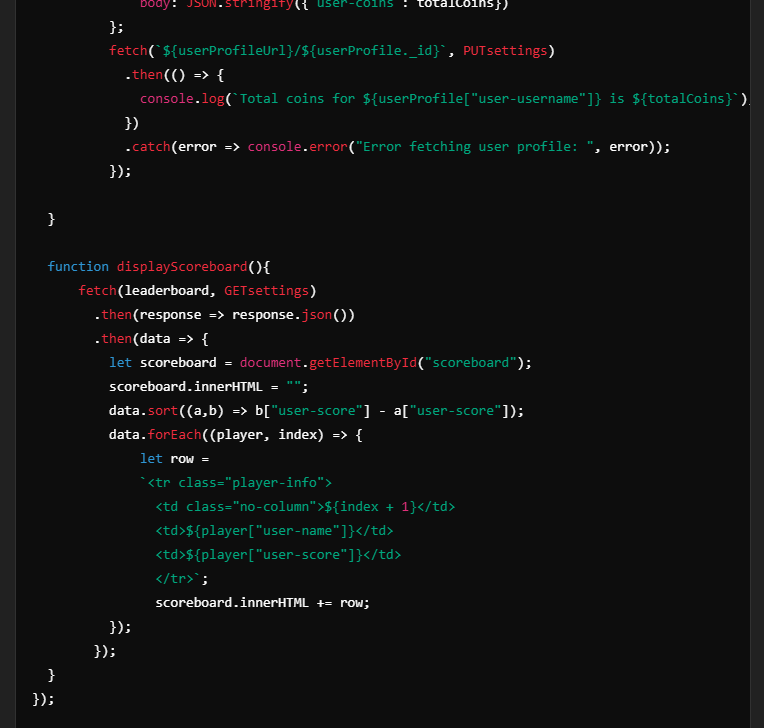 body: JSON.stringify({"user-coins": totalCoins})
};
fetch(`${userProfileUrl}/${userProfile._id}`, PUTsettings)
.then(() => {
console.log(`Total coins for ${userProfile["user-username"]} is ${totalCoins}`)
})
.catch(error => console.error("Error fetching user profile: ", error));
});
}
function displayScoreboard(){
fetch(leaderboard, GETsettings)
.then(response => response.json())
.then(data => {
let scoreboard = document.getElementById("scoreboard");
scoreboard.innerHTML = "";
data.sort((a,b) => b["user-score"] - a["user-score"]);
data.forEach((player, index) => {
let row =
`<tr class="player-info">
<td class="no-column">${index + 1}</td>
<td>${player["user-name"]}</td>
<td>${player["user-score"]}</td>
</tr>`;
scoreboard.innerHTML += row;
});
});
}
});